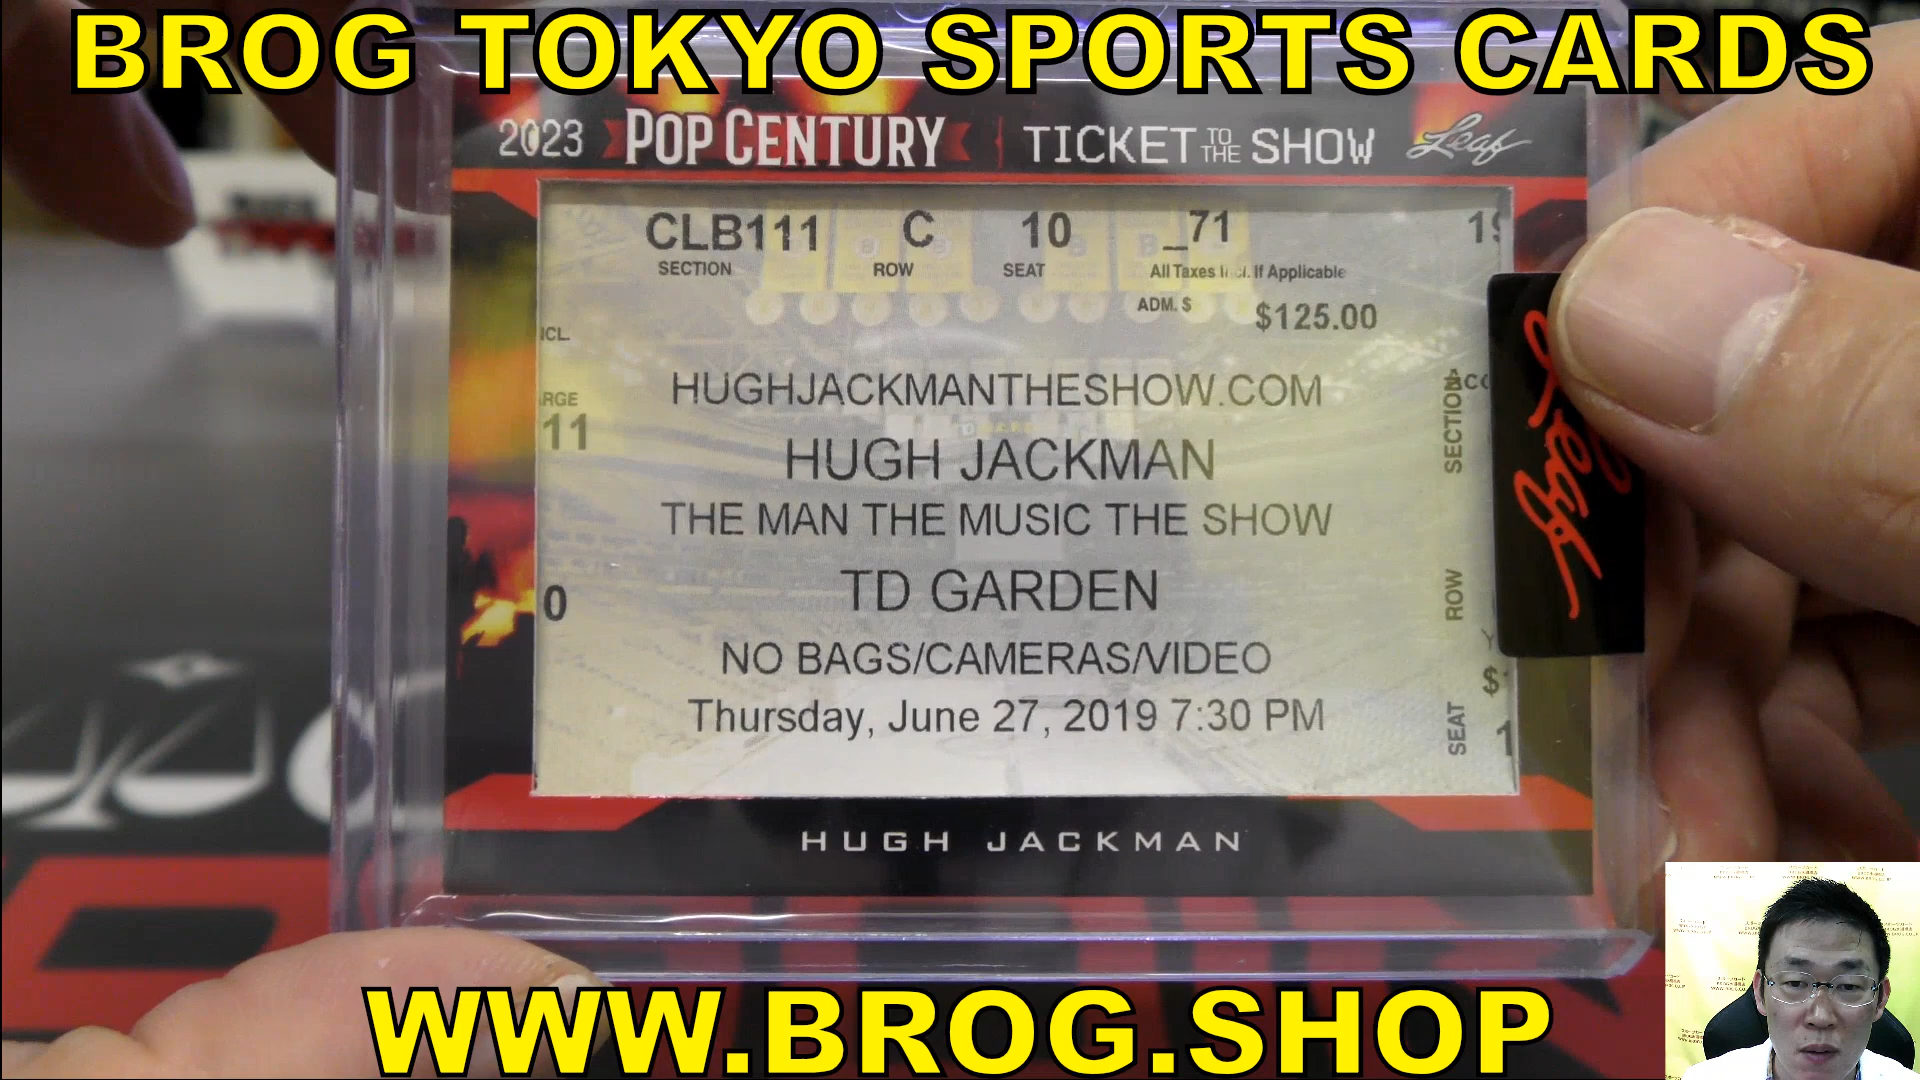 BROG TOKYO SPORTS CARDS
2023 POP CENTURY TICKET TO THE SHOW Leaf
CLB111 C 10 _71
SECTION ROW SEAT All Taxes Incl. If Applicable
ADM. $ $125.00
ICL.
HUGHJACKMANTHESHOW.COM
ARGE
11
HUGH JACKMAN
THE MAN THE MUSIC THE SHOW
TD GARDEN
0
NO BAGS/CAMERAS/VIDEO
Thursday, June 27, 2019 7:30 PM
SECTION
ROW
SEAT
$
Leaf
HUGH JACKMAN
WWW.BROG.SHOP